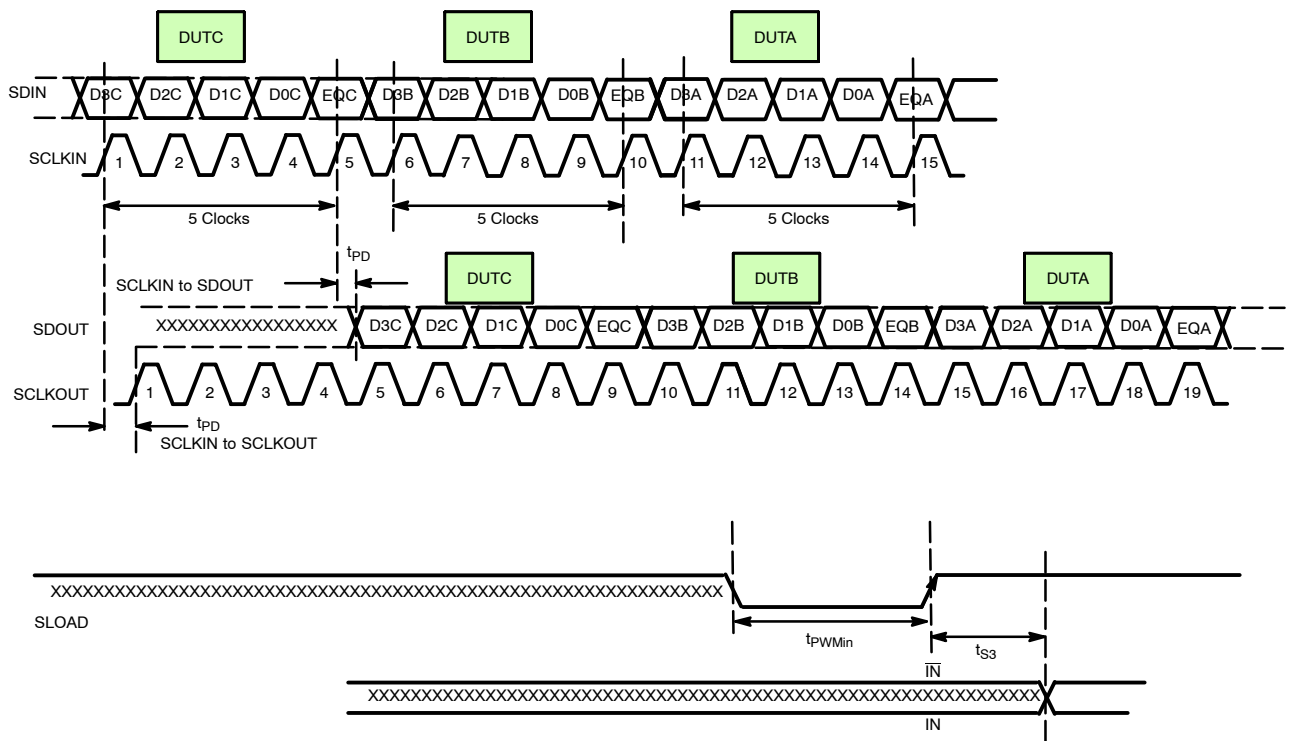 DUTC DUTB DUTA
SDIN D3C D2C D1C D0C EQC D3B D2B D1B D0B EQB D3A D2A D1A D0A EQA
SCLKIN 1 2 3 4 5 6 7 8 9 10 11 12 13 14 15
5 Clocks 5 Clocks 5 Clocks
tPD
SCLKIN to SDOUT
DUTC DUTB DUTA
SDOUT XXXXXXXXXXXXXXXX D3C D2C D1C D0C EQC D3B D2B D1B D0B EQB D3A D2A D1A D0A EQA
SCLKOUT 1 2 3 4 5 6 7 8 9 10 11 12 13 14 15 16 17 18 19
tPD
SCLKIN to SCLKOUT
XXXXXXXXXXXXXXXXXXXXXXXXXXXXXXXXXXXXXXXXXXXXXXXXXXXXXXXXXXX
SLOAD
tPWMin
tS3
IN
XXXXXXXXXXXXXXXXXXXXXXXXXXXXXXXXXXXXXXXXXXXXXXXXXXXXXXXXXXX
IN